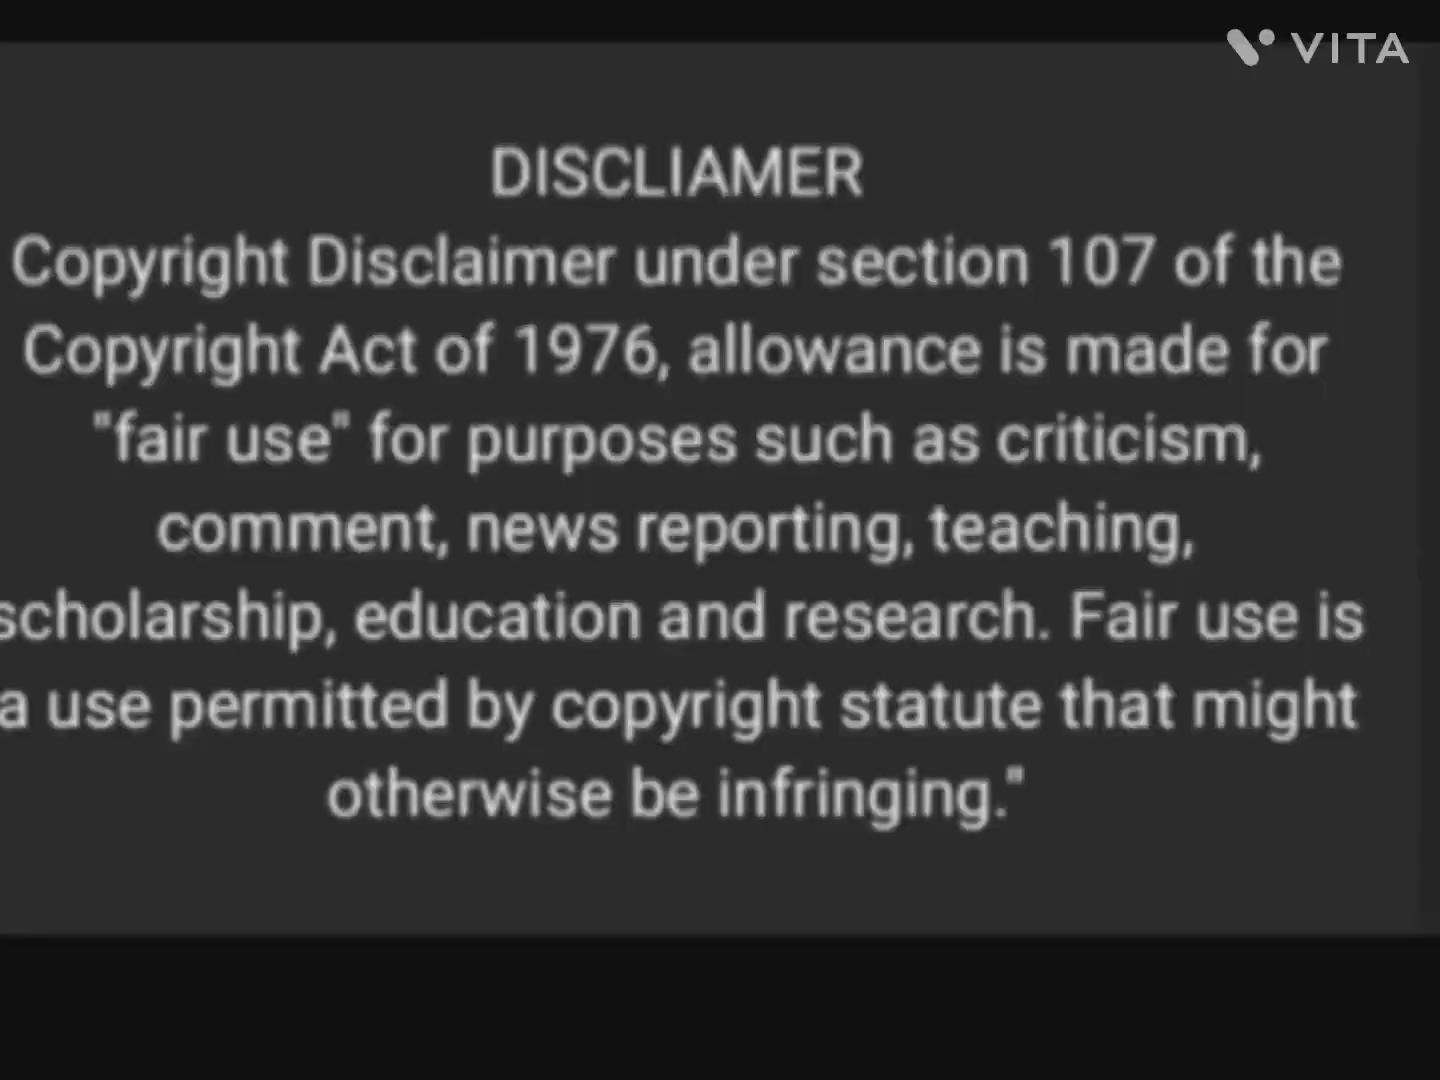 VITA
DISCLIAMER
Copyright Disclaimer under section 107 of the
Copyright Act of 1976, allowance is made for
"fair use" for purposes such as criticism,
comment, news reporting, teaching,
scholarship, education and research. Fair use is
a use permitted by copyright statute that might
otherwise be infringing."